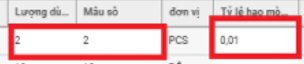 Lượng dù... Mẫu số đơn vị Tỷ lệ hao mò...
2 2 PCS 0,01